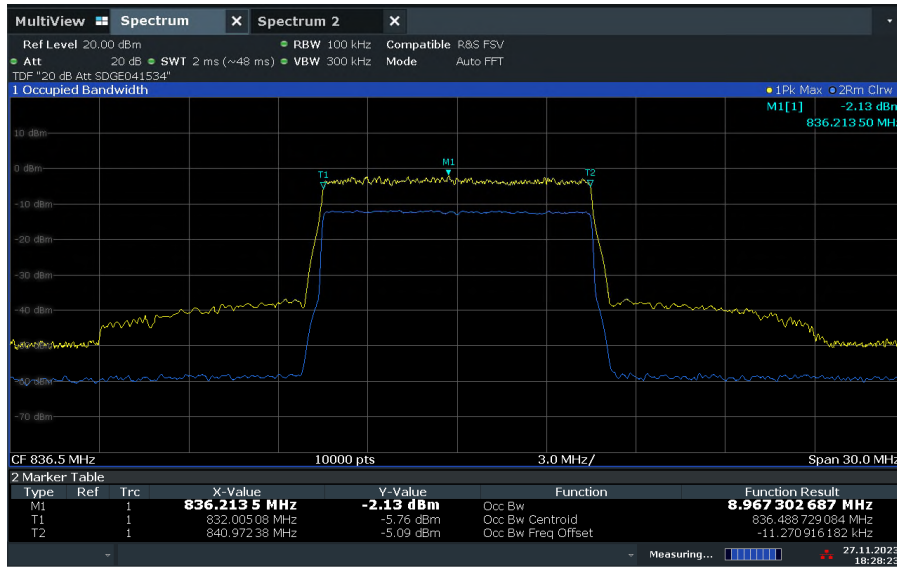 MultiView Spectrum X Spectrum 2 X
Ref Level 20.00 dBm RBW 100 kHz Compatible R&S FSV
Att 20 dB SWT 2 ms (~48 ms) VBW 300 kHz Mode Auto FFT
TDF "20 dB Att SDGE041534"
1 Occupied Bandwidth 1Pk Max 2Rm Clrw
M1[1] -2.13 dBm
836.213 50 MHz
10 dBm
M1
0 dBm
T1 T2
-10 dBm
-20 dBm
-30 dBm
-40 dBm
-60 dBm
-70 dBm
CF 836.5 MHz 10000 pts 3.0 MHz/ Span 30.0 MHz
2 Marker Table
Type Ref Trc X-Value Y-Value Function Function Result
M1 1 836.213 5 MHz -2.13 dBm Occ Bw 8.967 302 687 MHz
T1 1 832.005 08 MHz -5.76 dBm Occ Bw Centroid 836.488 729 084 MHz
T2 1 840.972 38 MHz -5.09 dBm Occ Bw Freq Offset -11.270 916 182 kHz
Measuring... 27.11.2023
18:28:23